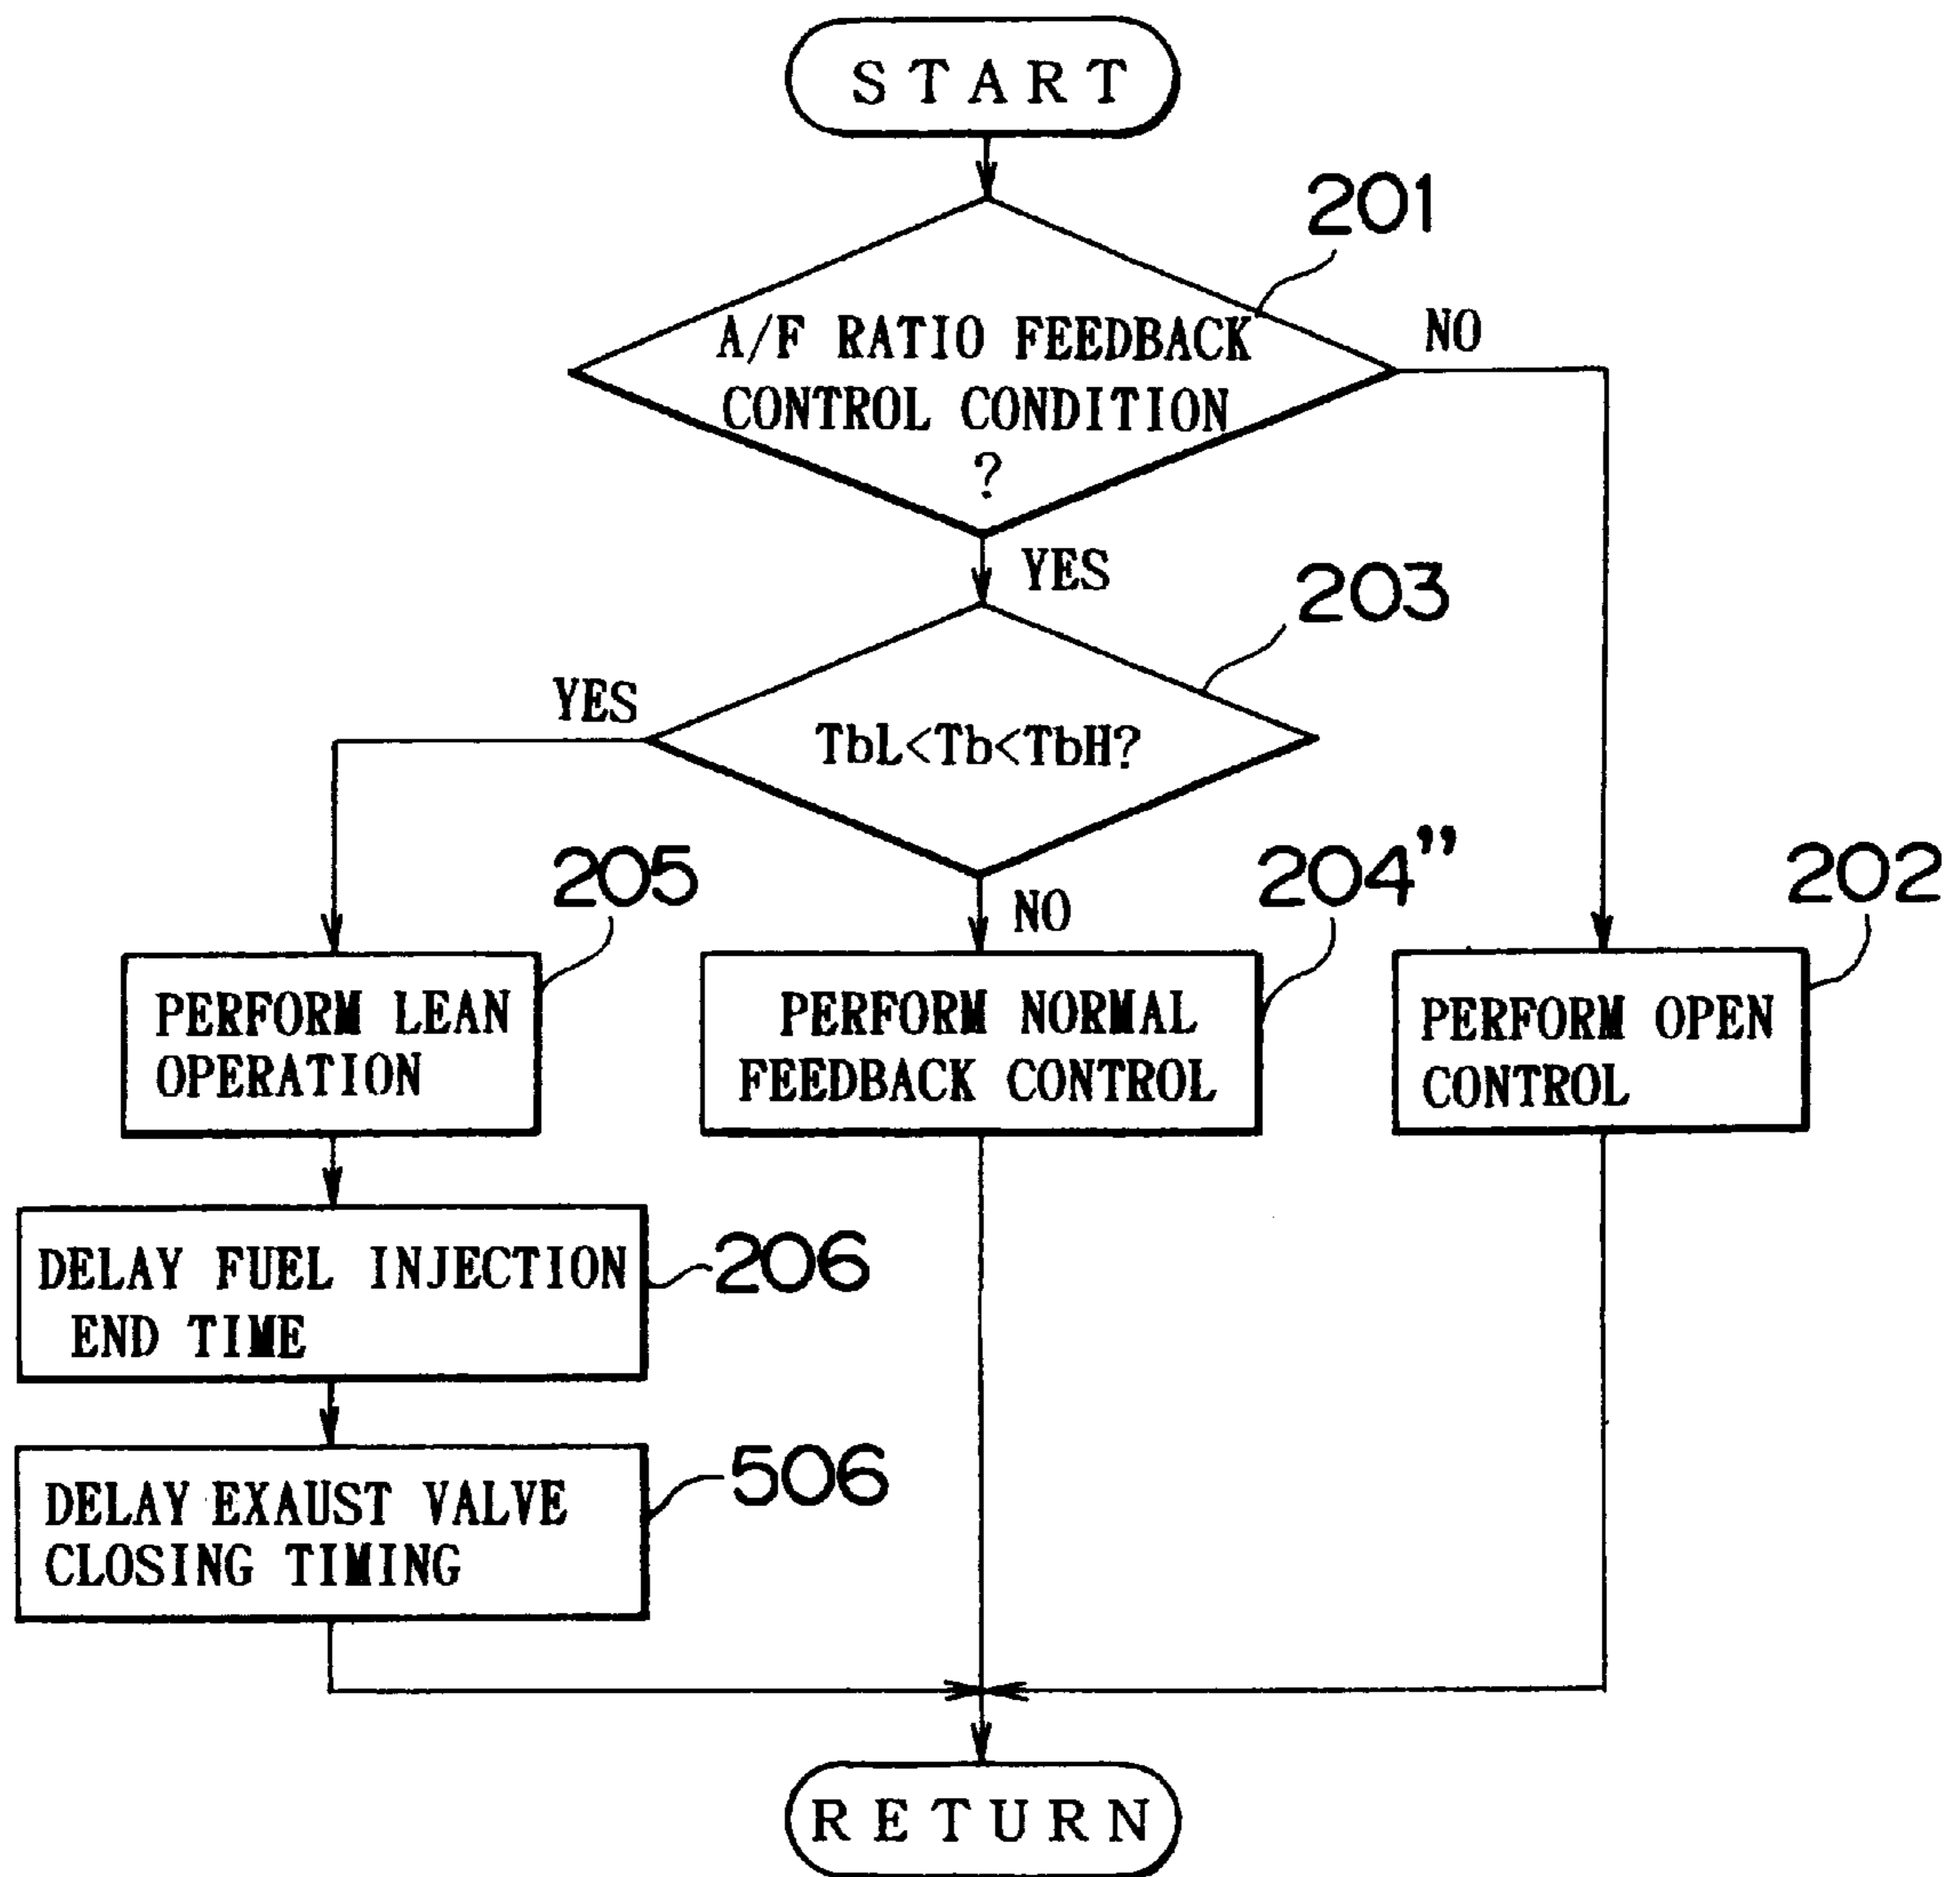 START
201
A/F RATIO FEEDBACK
CONTROL CONDITION
?
NO
YES
203
YES
TbL<Tb<TbH?
NO
205
204"
202
PERFORM LEAN
OPERATION
PERFORM NORMAL
FEEDBACK CONTROL
PERFORM OPEN
CONTROL
DELAY FUEL INJECTION
END TIME
206
DELAY EXAUST VALVE
CLOSING TIMING
506
RETURN